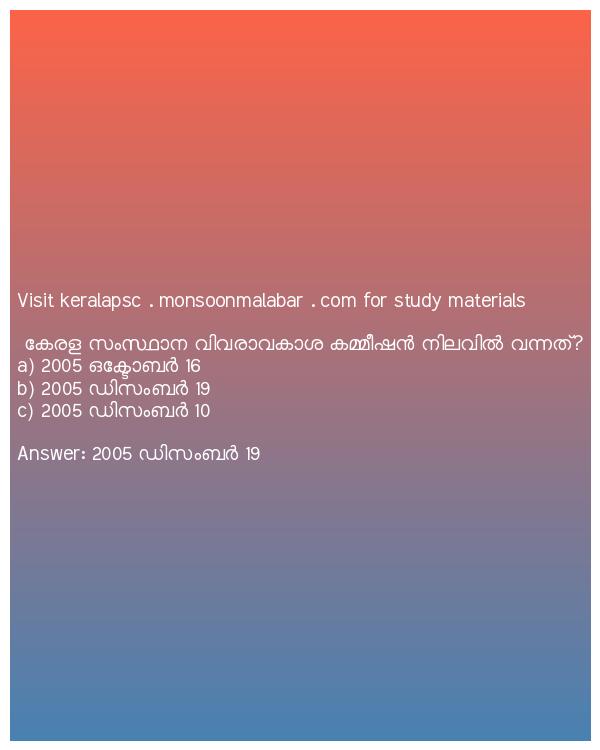 Visit keralapsc . monsoonmalabar . com for study materials
കേരള സംസ്ഥാന വിവരാവകാശ കമ്മീഷൻ നിലവിൽ വന്നത്?
a) 2005 ഒക്ടോബർ 16
b) 2005 ഡിസംബർ 19
c) 2005 ഡിസംബർ 10
Answer: 2005 ഡിസംബർ 19